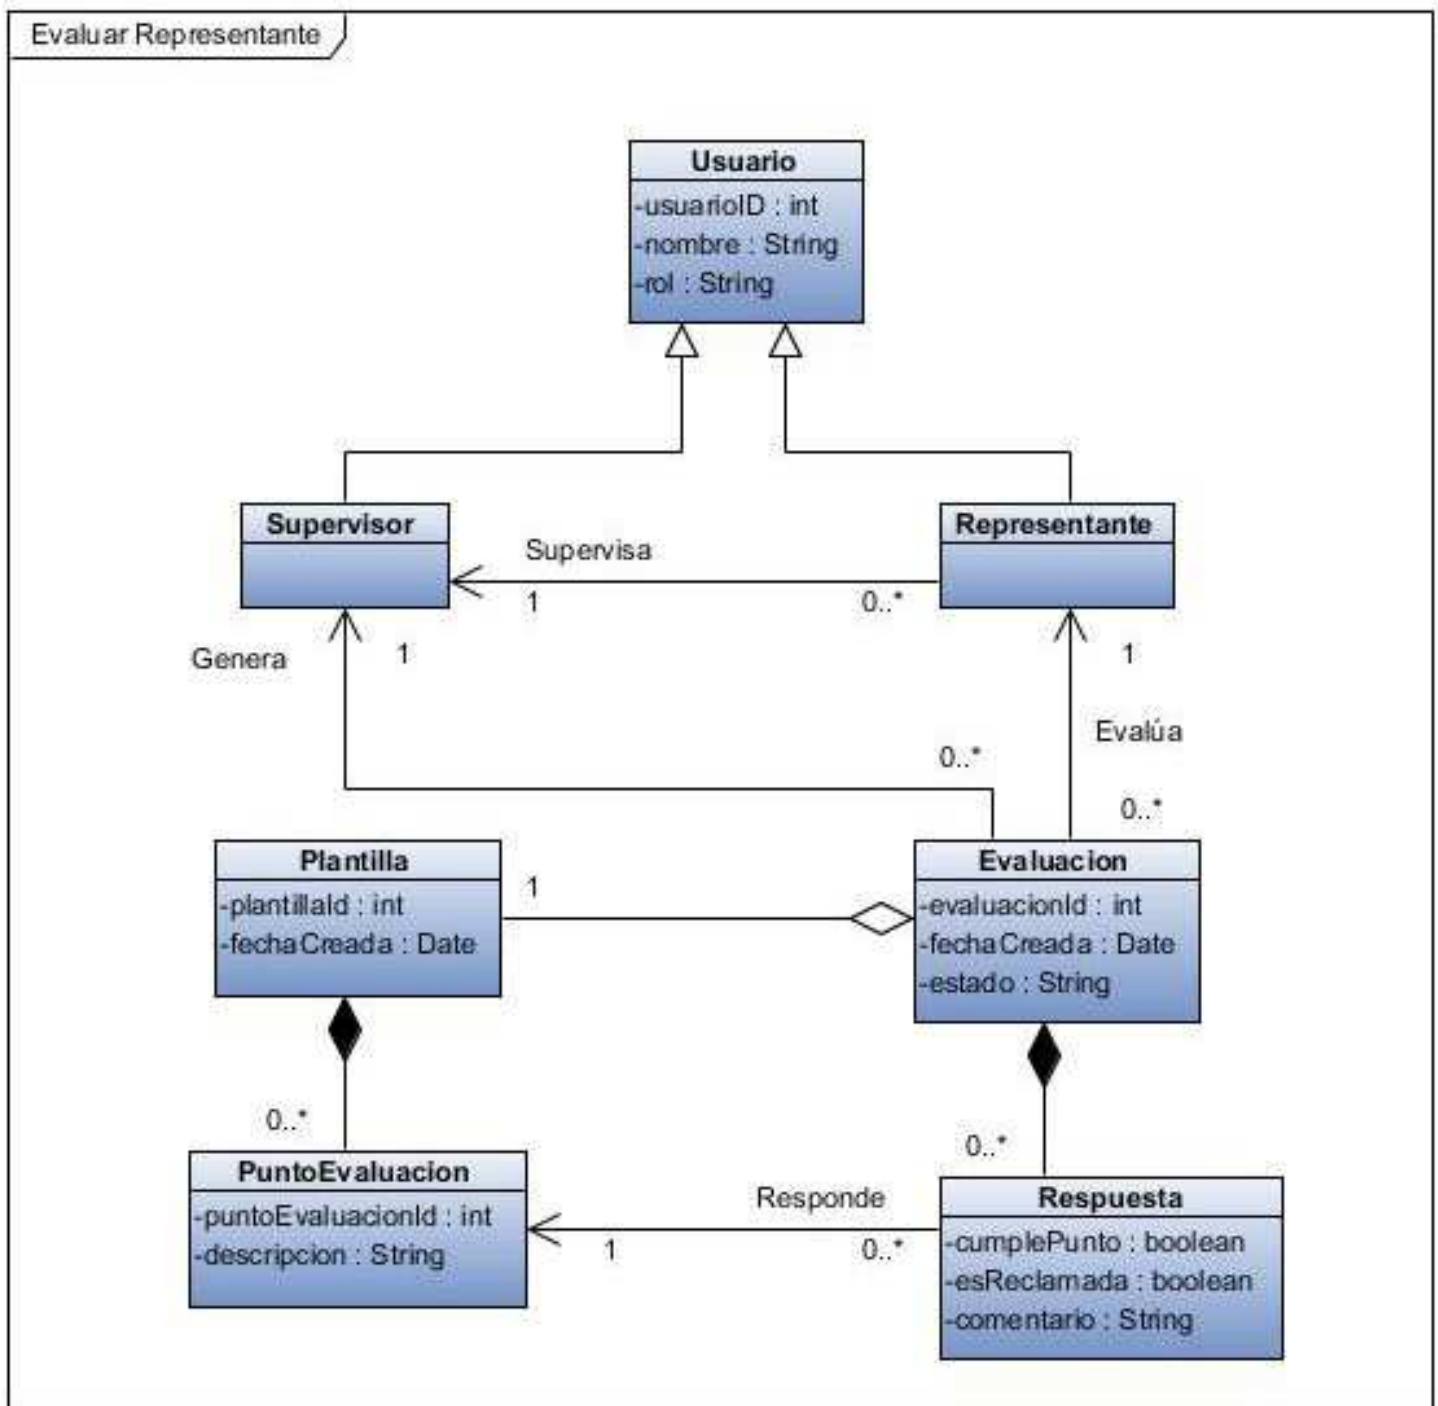 Evaluar Representante
Usuario
-usuarioID : int
-nombre : String
-rol : String
Supervisor
Representante
Supervisa
1
0..*
Genera
1
1
Evalúa
0..*
0..*
Plantilla
-plantillaId : int
-fechaCreada : Date
1
Evaluacion
-evaluacionId : int
-fechaCreada : Date
-estado : String
0..*
0..*
PuntoEvaluacion
-puntoEvaluacionId : int
-descripcion : String
Responde
1
0..*
Respuesta
-cumplePunto : boolean
-esReclamada : boolean
-comentario : String